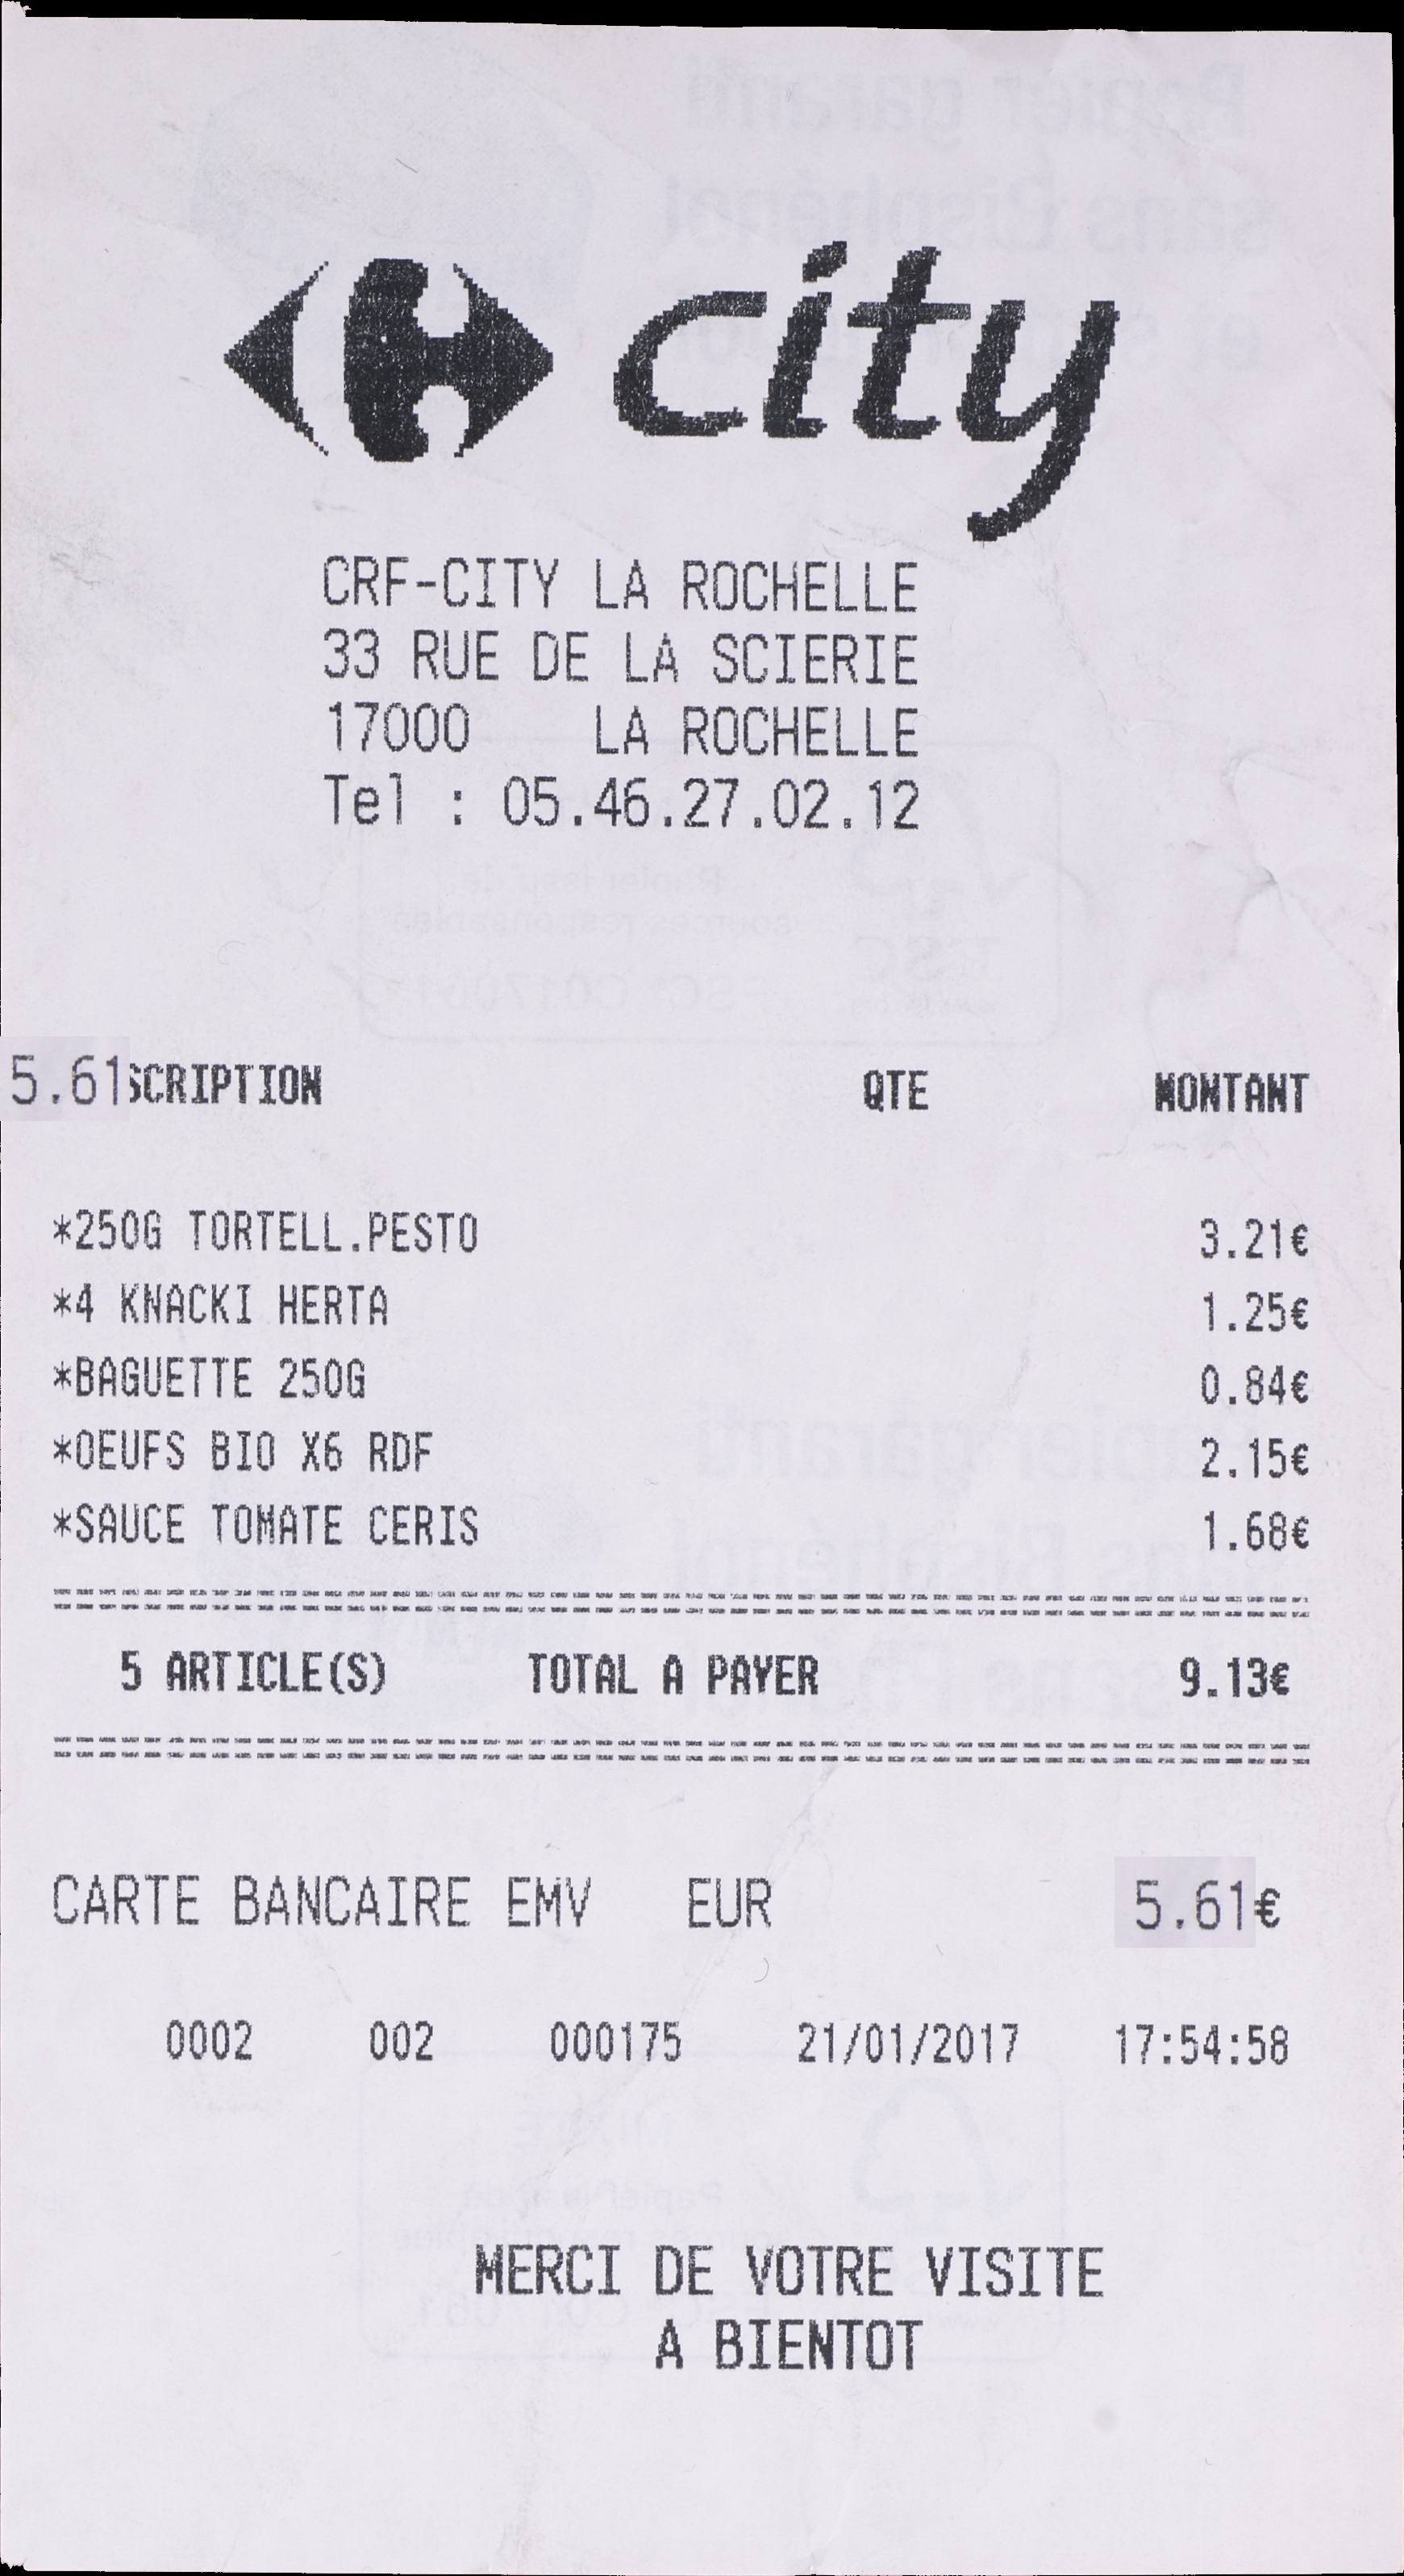 city
CRF-CITY LA ROCHELLE
33 RUE DE LA SCIERIE
17000 LA ROCHELLE
Tel : 05.46.27.02.12
5.61SCRIPTION QTE MONTANT
*250G TORTELL.PESTO 3.21€
*4 KNACKI HERTA 1.25€
*BAGUETTE 250G 0.84€
*OEUFS BIO X6 RDF 2.15€
*SAUCE TOMATE CERIS 1.68€
5 ARTICLE(S) TOTAL A PAYER 9.13€
CARTE BANCAIRE EMV EUR 5.61€
0002 002 000175 21/01/2017 17:54:58
MERCI DE VOTRE VISITE
A BIENTOT